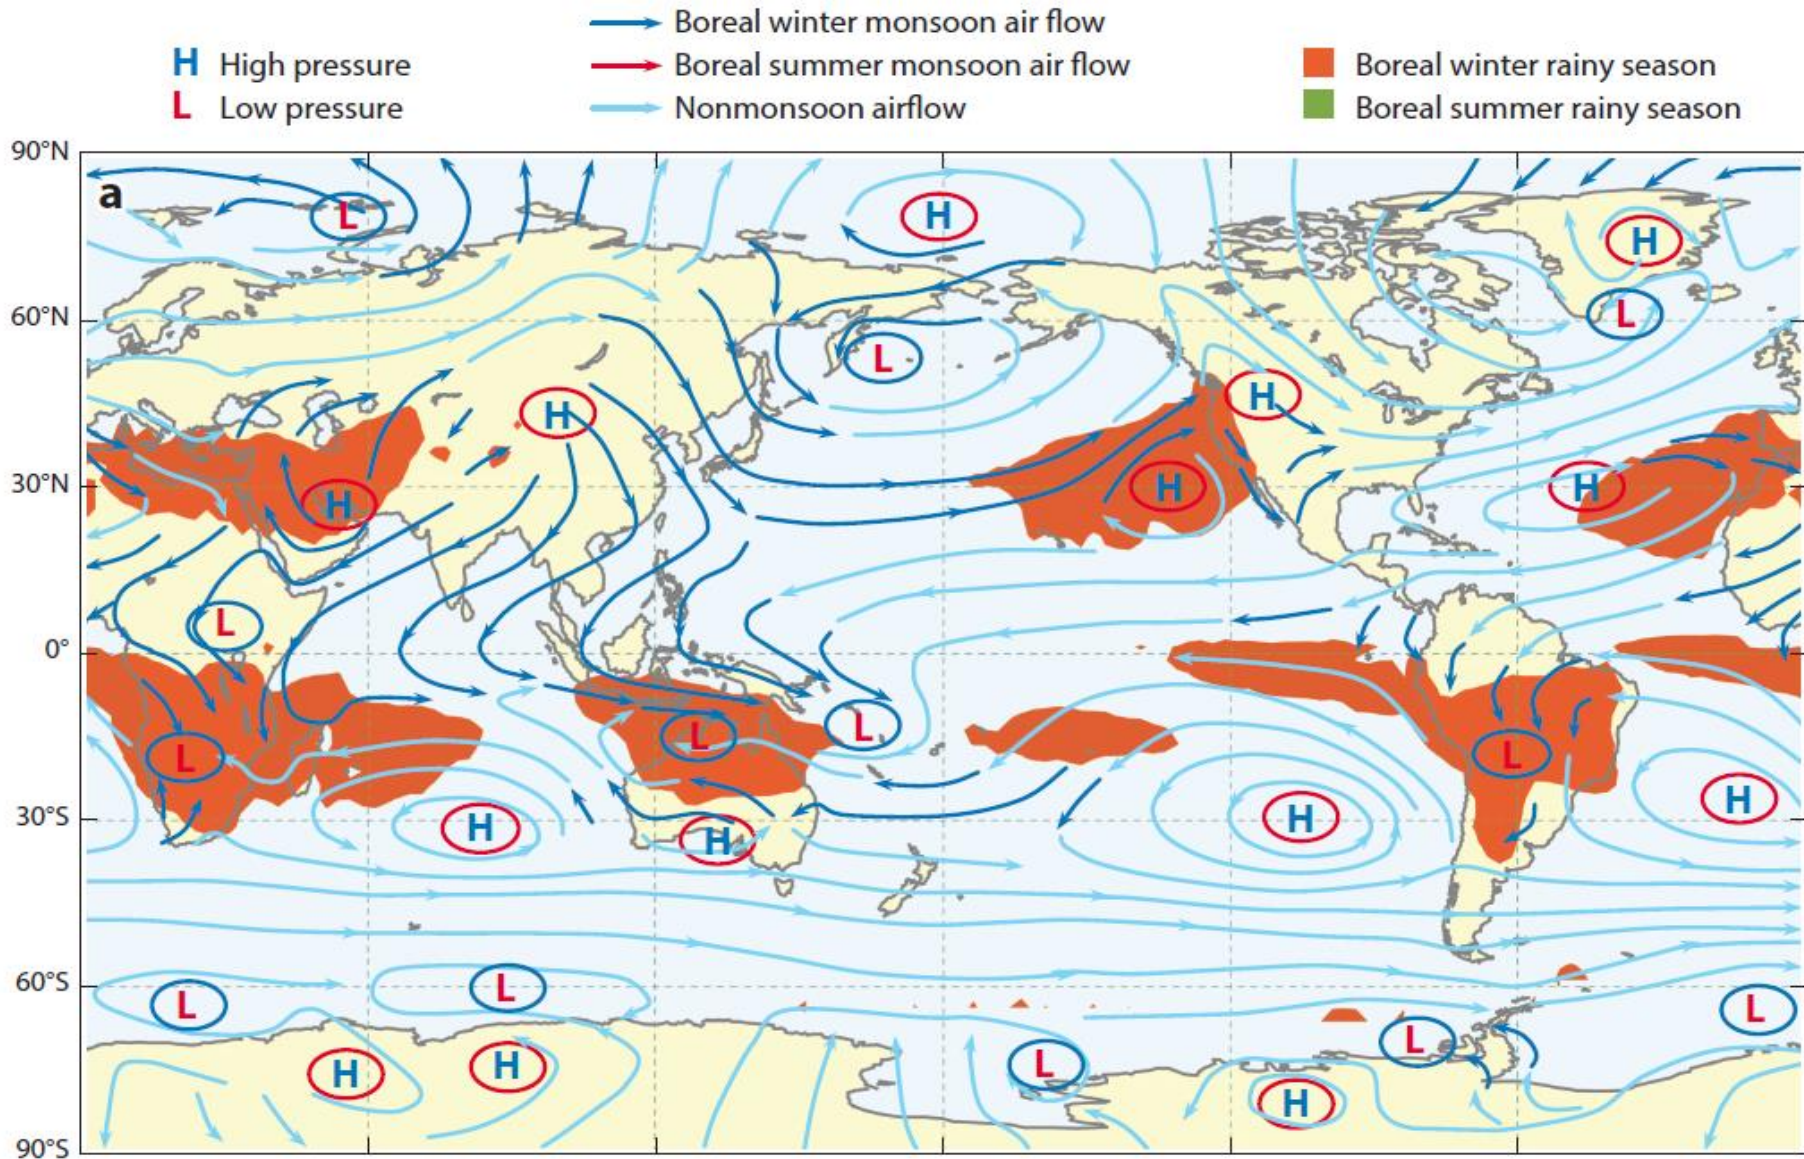 Boreal winter monsoon air flow
H High pressure
Boreal summer monsoon air flow
Boreal winter rainy season
L Low pressure
Nonmonsoon airflow
Boreal summer rainy season
90°N
a
L
H
H
60°N
L
L
H
H
30°N
H
H
H
L
0°
L
L
L
L
30°S
H
H
H
H
60°S
L
L
L
L
L
H
H
H
90°S